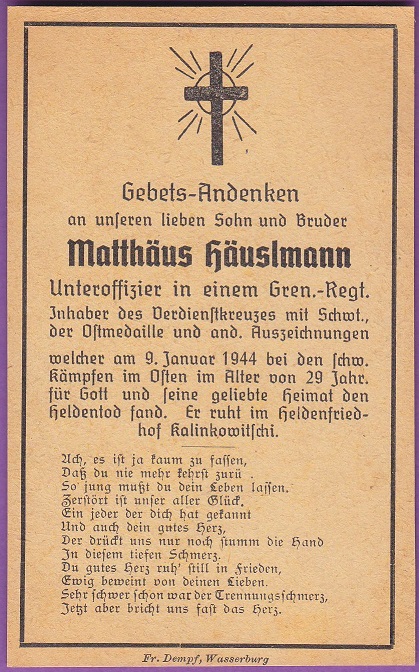 Gebets-Andenken
an unseren lieben Sohn und Bruder
Matthäus Häuslmann
Unteroffizier in einem Gren.-Regt.
Inhaber des Verdienstkreuzes mit Schwt.,
der Ostmedaille und and. Auszeichnungen
welcher am 9. Januar 1944 bei den schw.
Kämpfen im Osten im Alter von 29 Jahr.
für Gott und seine geliebte Heimat den
Heldentod fand. Er ruht im Heldenfried-
hof Kalinkowitschi.
Ach, es ist ja kaum zu fassen,
Daß du nie mehr kehrst zurü .
So jung mußt du dein Leben lassen.
Zerstört ist unser aller Glück.
Ein jeder der dich hat gekannt
Und auch dein gutes Herz,
Der drückt uns nur noch stumm die Hand
In diesem tiefen Schmerz.
Du gutes Herz ruh' still in Frieden,
Ewig beweint von deinen Lieben.
Sehr schwer schon war der Trennungsschmerz,
Jetzt aber bricht uns fast das Herz.
Fr. Dempf, Wasserburg